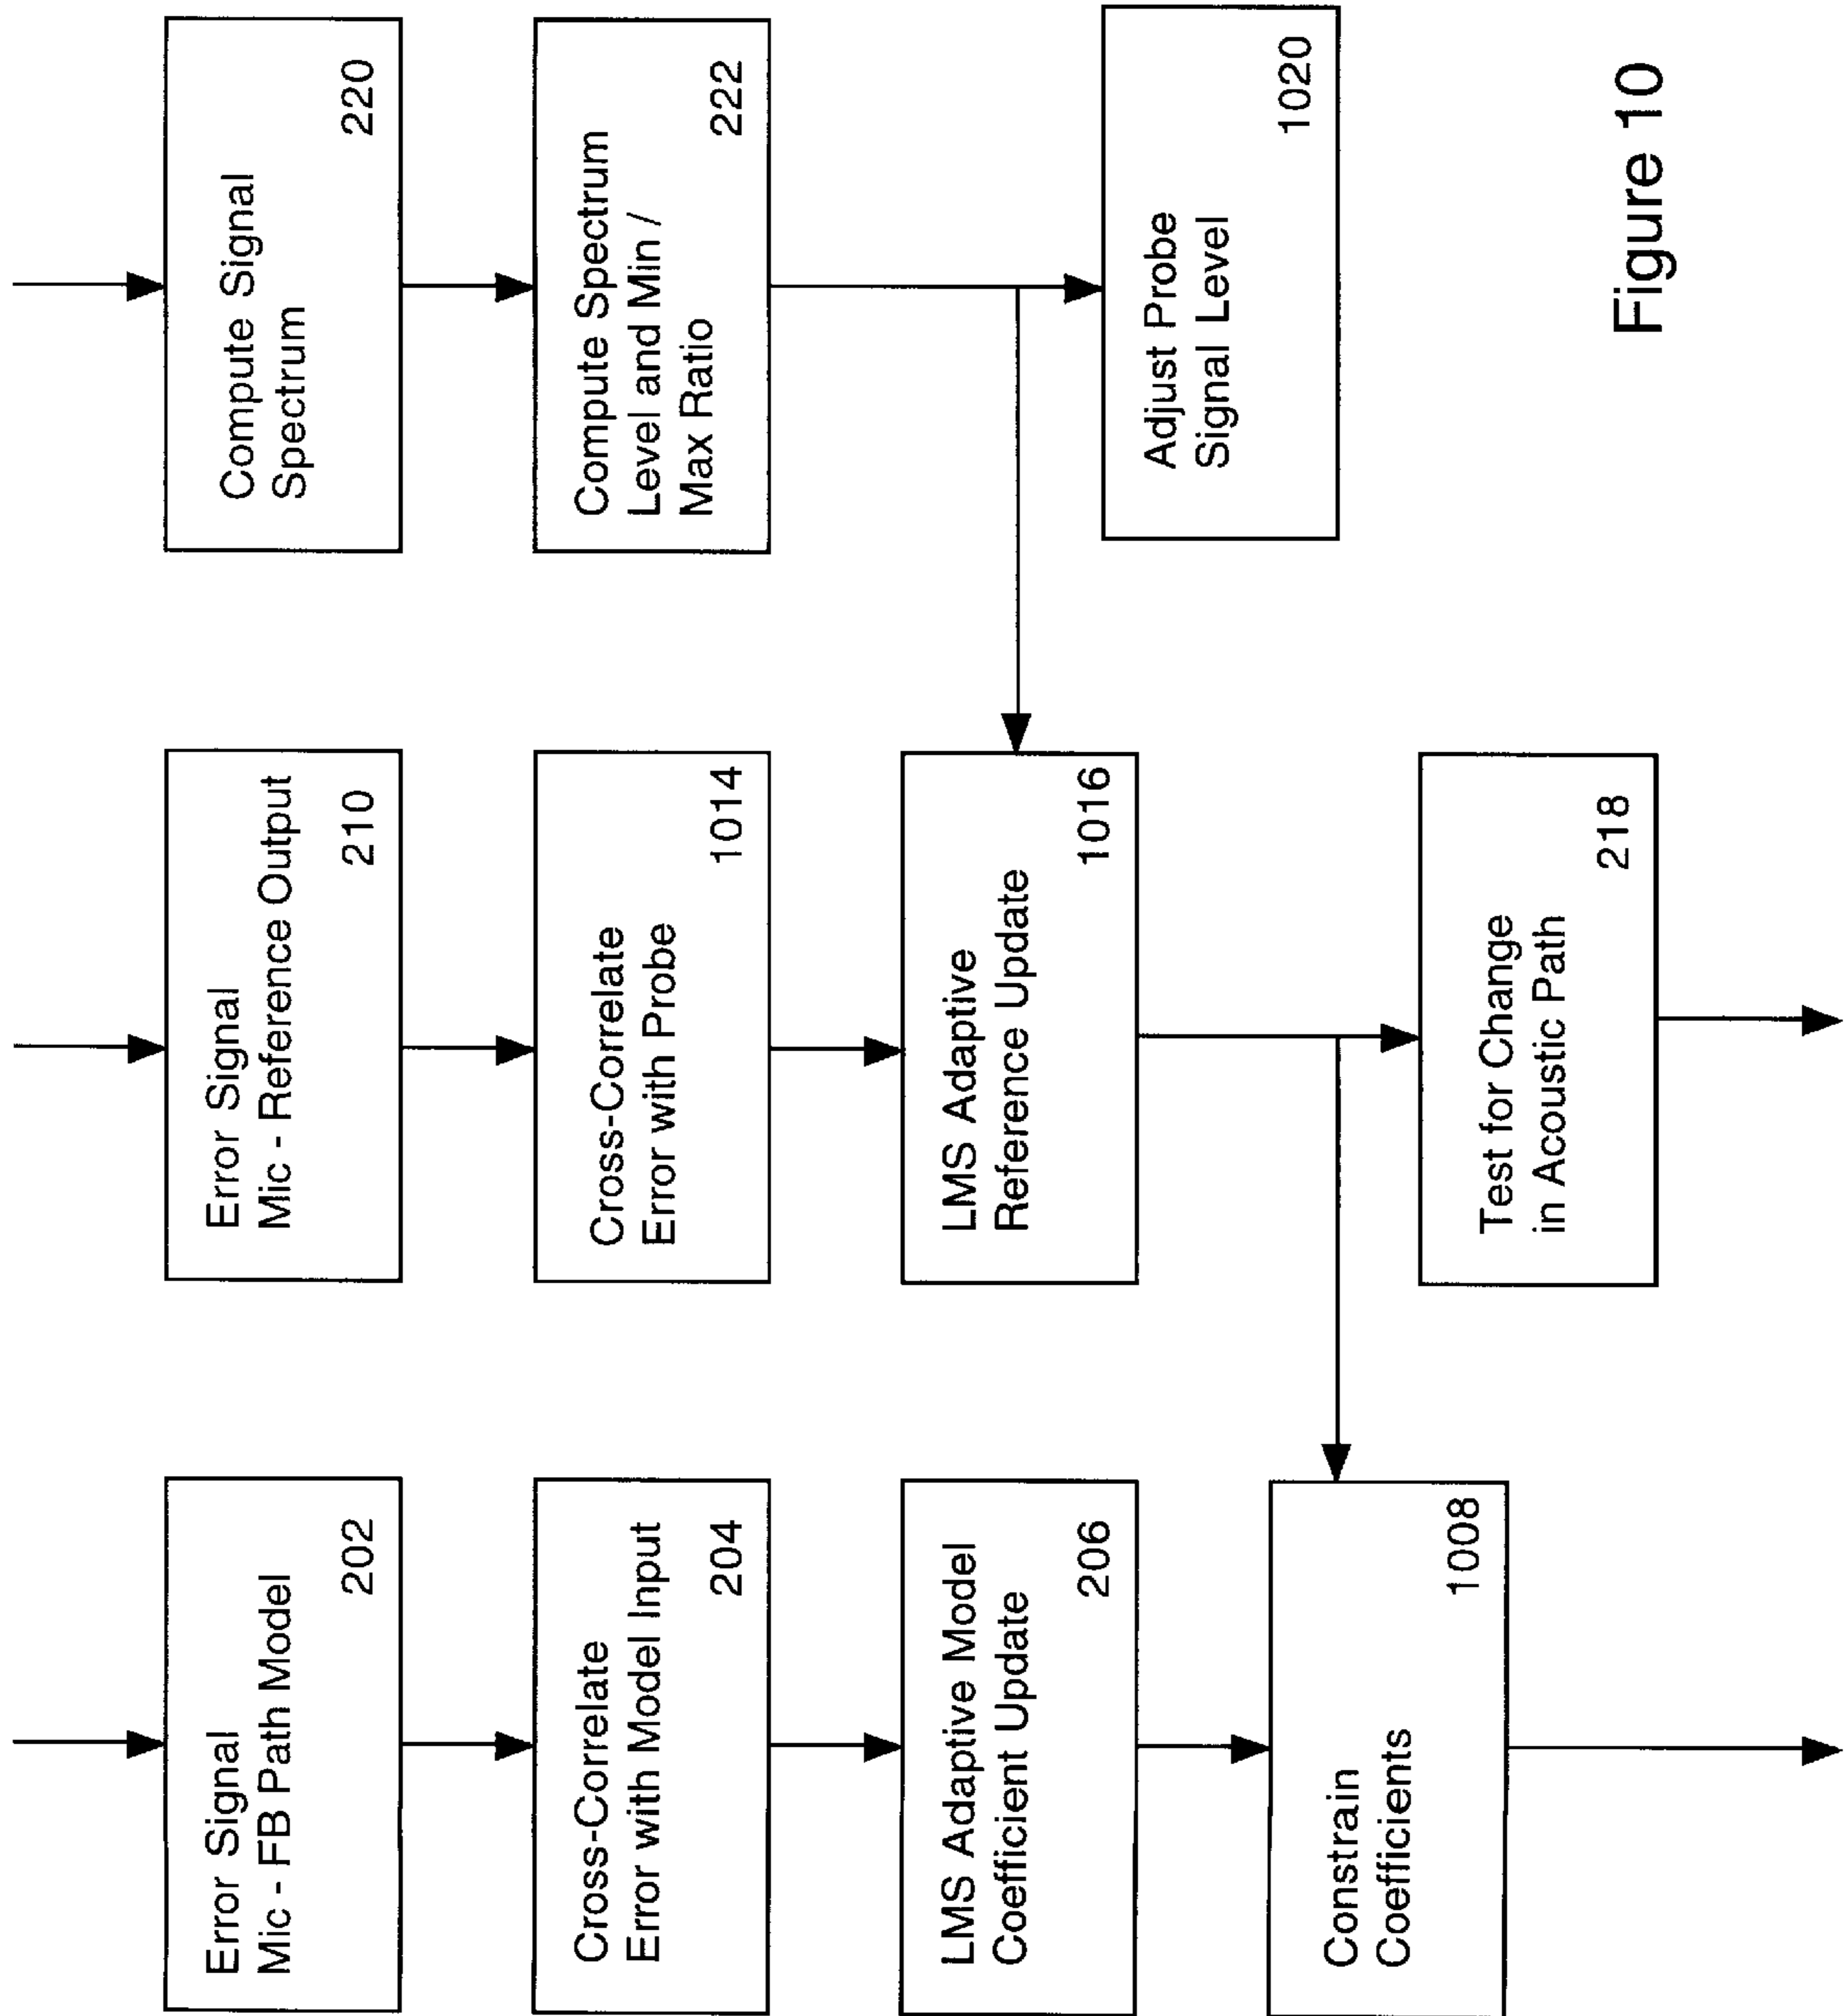 Error Signal
Mic - FB Path Model
202
Cross-Correlate
Error with Model Input
204
LMS Adaptive Model
Coefficient Update
206
Constrain
Coefficients
1008
Error Signal
Mic - Reference Output
210
Cross-Correlate
Error with Probe
1014
LMS Adaptive
Reference Update
1016
Test for Change
in Acoustic Path
218
Compute Signal
Spectrum
220
Compute Spectrum
Level and Min /
Max Ratio
222
Adjust Probe
Signal Level
1020
Figure 10